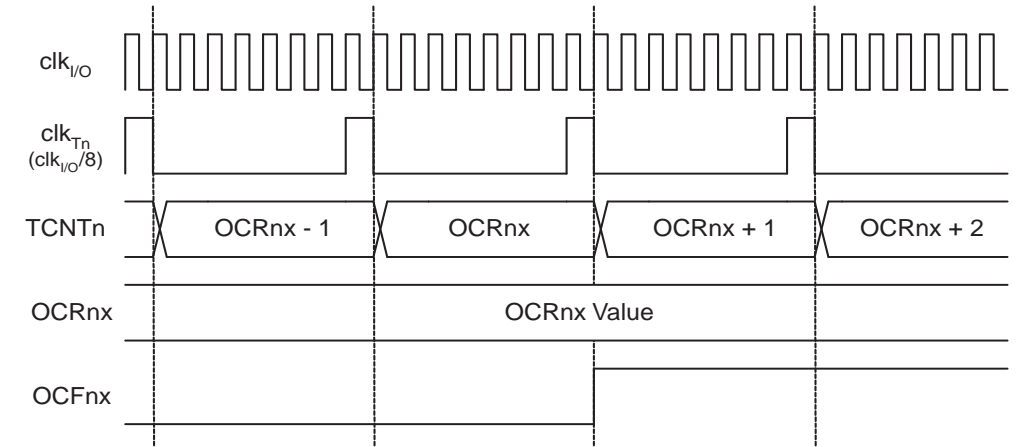 clkI/O
clkTn
(clkI/O/8)
TCNTn OCRnx - 1 OCRnx OCRnx + 1 OCRnx + 2
OCRnx OCRnx Value
OCFnx